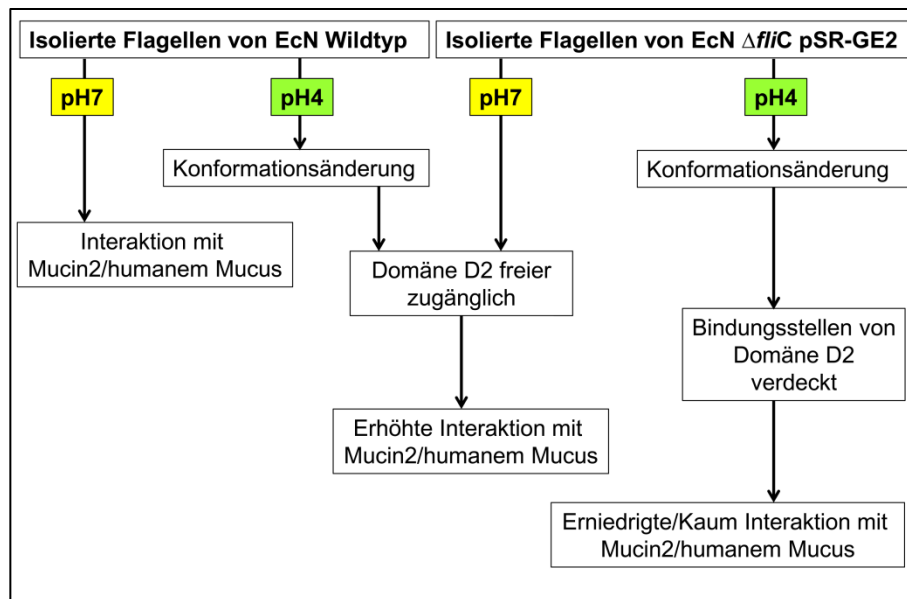 Isolierte Flagellen von EcN Wildtyp
Isolierte Flagellen von EcN ΔfliC pSR-GE2
pH7
pH4
pH7
pH4
Konformationsänderung
Konformationsänderung
Interaktion mit
Mucin2/humanem Mucus
Domäne D2 freier
zugänglich
Bindungsstellen von
Domäne D2
verdeckt
Erhöhte Interaktion mit
Mucin2/humanem Mucus
Erniedrigte/Kaum Interaktion mit
Mucin2/humanem Mucus